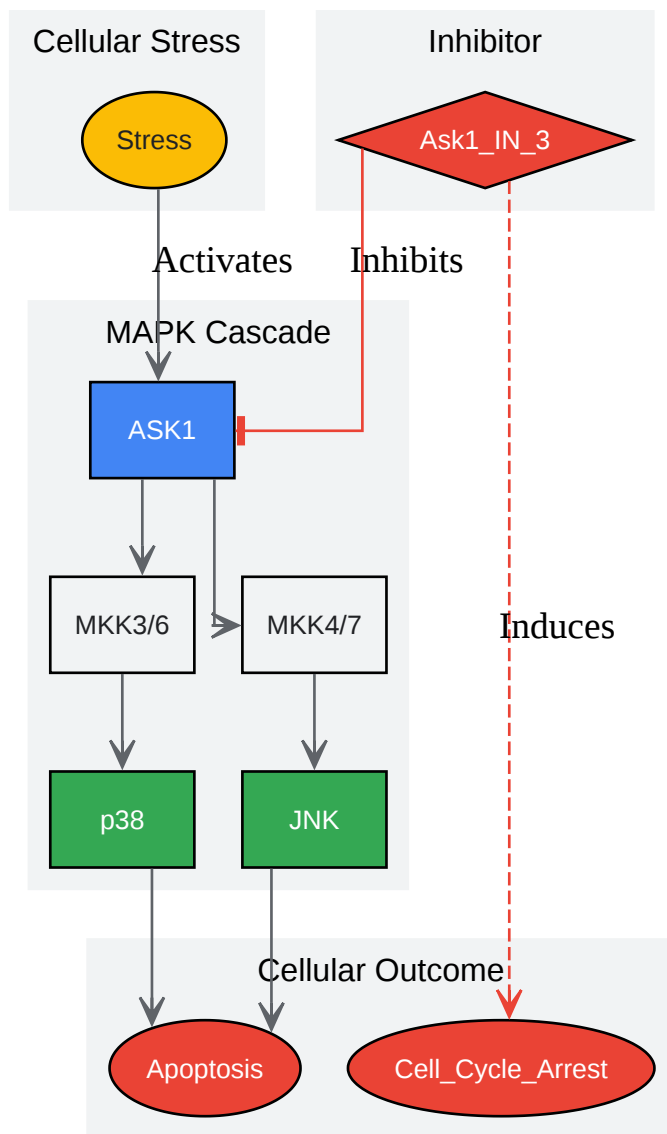 Cellular Stress
Inhibitor
Stress
Ask1_IN_3
Activates
Inhibits
MAPK Cascade
ASK1
MKK3/6
MKK4/7
Induces
p38
JNK
Cellular Outcome
Apoptosis
Cell_Cycle_Arrest